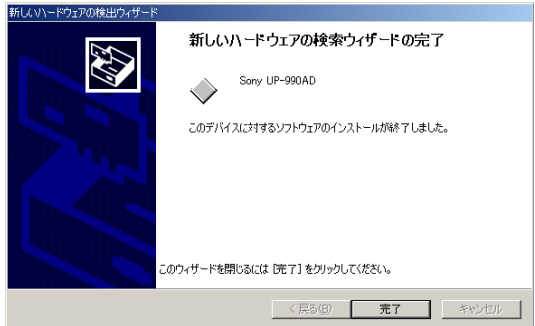 新しいハードウェアの検出ウィザード
新しいハードウェアの検索ウィザードの完了
Sony UP-990AD
このデバイスに対するソフトウェアのインストールが終了しました。
このウィザードを閉じるには [完了] をクリックしてください。
< 戻る(B)
完了
キャンセル